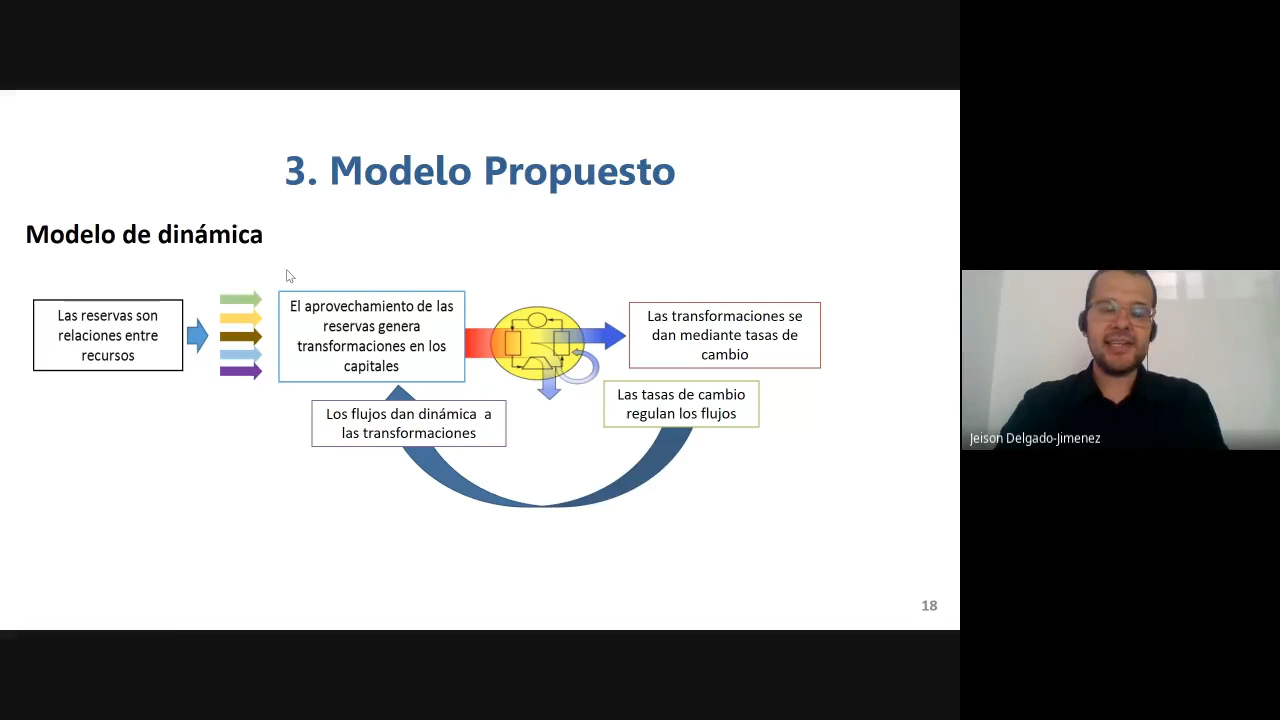 3. Modelo Propuesto
Modelo de dinámica
Las reservas son
relaciones entre
recursos
El aprovechamiento de las
reservas genera
transformaciones en los
capitales
Las transformaciones se
dan mediante tasas de
cambio
Las tasas de cambio
regulan los flujos
Los flujos dan dinámica a
las transformaciones
18
Jeison Delgado-Jimenez